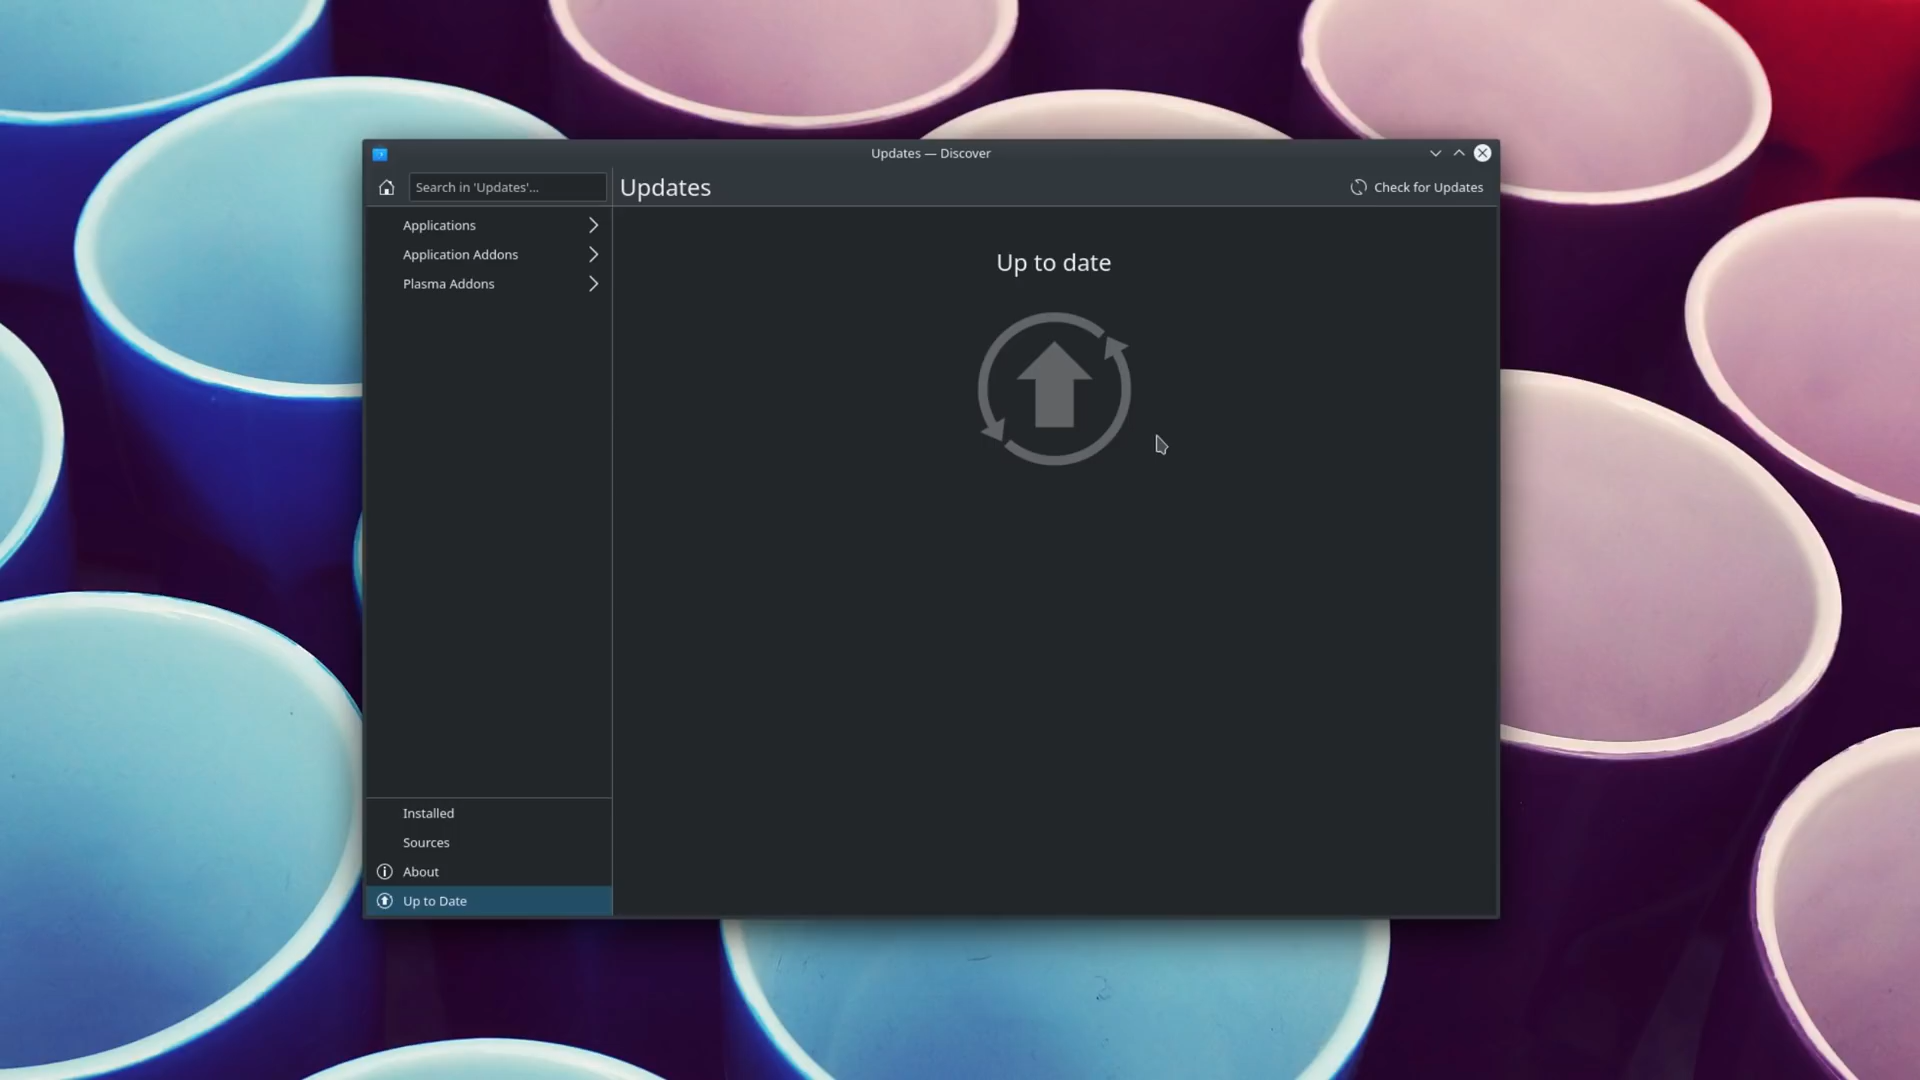 Updates — Discover
Search in 'Updates'...
Updates
Check for Updates
Applications
Application Addons
Plasma Addons
Up to date
Installed
Sources
About
Up to Date